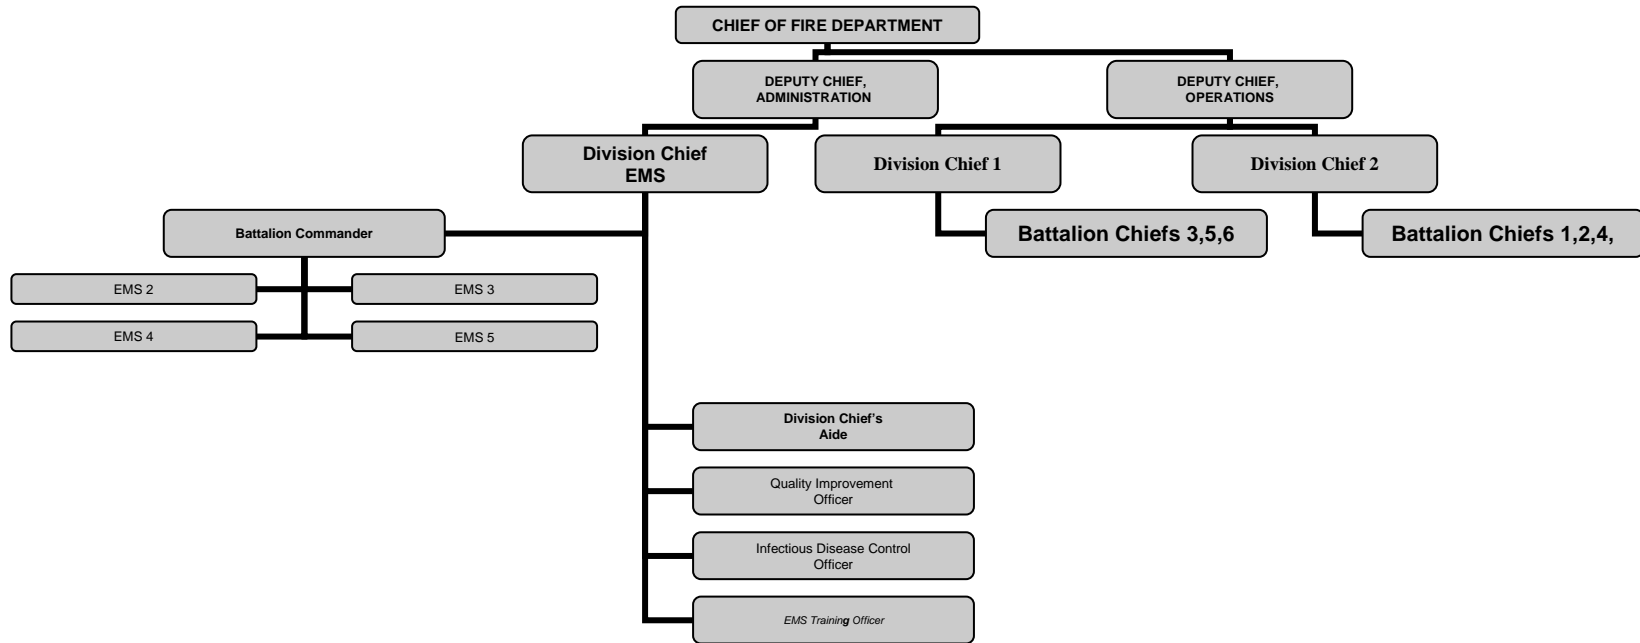 CHIEF OF FIRE DEPARTMENT
DEPUTY CHIEF,
ADMINISTRATION
DEPUTY CHIEF,
OPERATIONS
Division Chief
EMS
Division Chief 1
Division Chief 2
Battalion Commander
Battalion Chiefs 3,5,6
Battalion Chiefs 1,2,4,
EMS 2
EMS 3
EMS 4
EMS 5
Division Chief's
Aide
Quality Improvement
Officer
Infectious Disease Control
Officer
EMS Training Officer